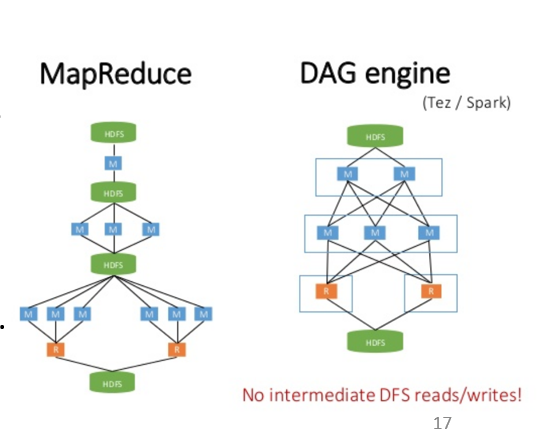 MapReduce
HDFS
M
HDFS
M M M
HDFS
M M M M M M
R R
HDFS
DAG engine
(Tez / Spark)
HDFS
M M
M M M
R R
HDFS
No intermediate DFS reads/writes!
17